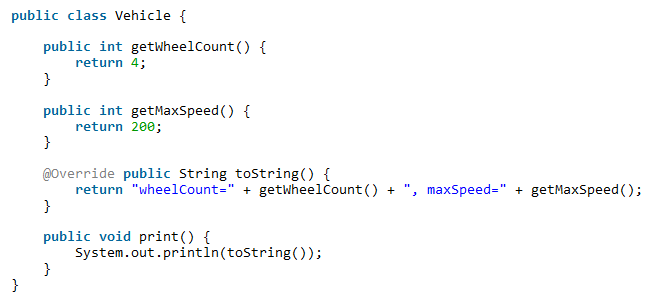 public class Vehicle {
public int getWheelCount() {
return 4;
}
public int getMaxSpeed() {
return 200;
}
@Override public String toString() {
return "wheelCount=" + getWheelCount() + ", maxSpeed=" + getMaxSpeed();
}
public void print() {
System.out.println(toString());
}
}